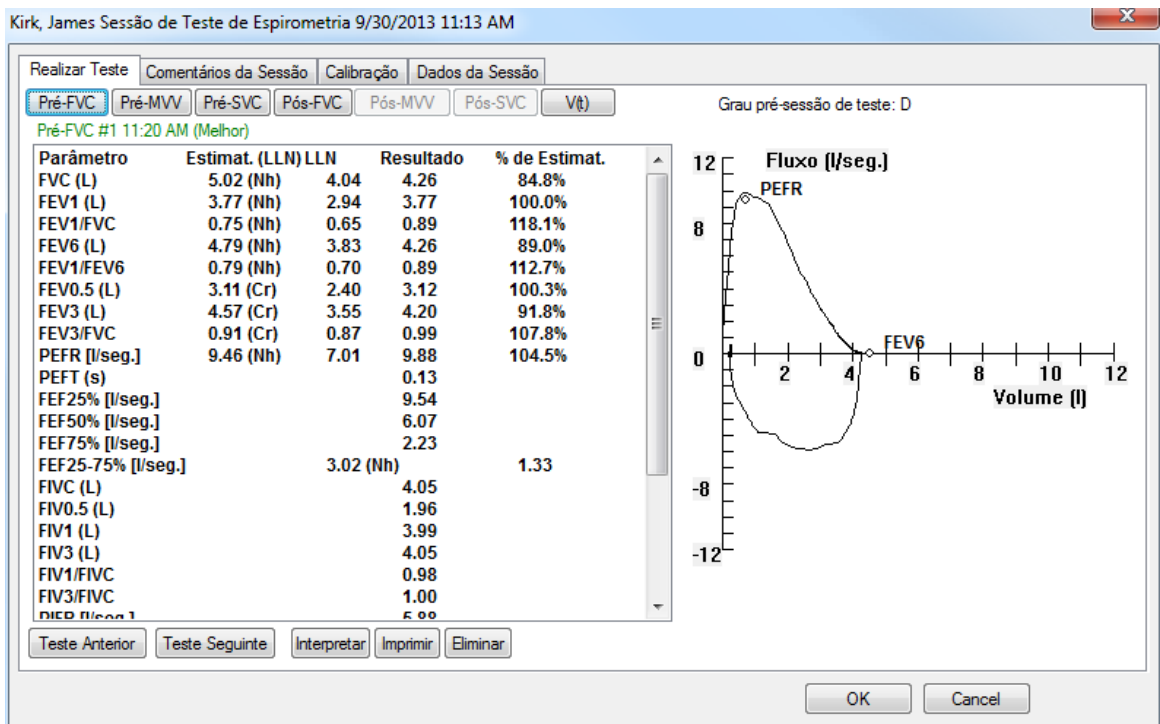 Kirk, James Sessão de Teste de Espirometria 9/30/2013 11:13 AM
x
Realizar Teste Comentários da Sessão Calibração Dados da Sessão
Pré-FVC Pré-MVV Pré-SVC Pós-FVC Pós-MVV Pós-SVC V(t)
Grau pré-sessão de teste: D
Pré-FVC #1 11:20 AM (Melhor)
Parâmetro Estimat. (LLN) LLN Resultado % de Estimat.
FVC (L) 5.02 (Nh) 4.04 4.26 84.8%
FEV1 (L) 3.77 (Nh) 2.94 3.77 100.0%
FEV1/FVC 0.75 (Nh) 0.65 0.89 118.1%
FEV6 (L) 4.79 (Nh) 3.83 4.26 89.0%
FEV1/FEV6 0.79 (Nh) 0.70 0.89 112.7%
FEV0.5 (L) 3.11 (Cr) 2.40 3.12 100.3%
FEV3 (L) 4.57 (Cr) 3.55 4.20 91.8%
FEV3/FVC 0.91 (Cr) 0.87 0.99 107.8%
PEFR [l/seg.] 9.46 (Nh) 7.01 9.88 104.5%
PEFT (s) 0.13
FEF25% [l/seg.] 9.54
FEF50% [l/seg.] 6.07
FEF75% [l/seg.] 2.23
FEF25-75% [l/seg.] 3.02 (Nh) 1.33
FIVC (L) 4.05
FIV0.5 (L) 1.96
FIV1 (L) 3.99
FIV3 (L) 4.05
FIV1/FIVC 0.98
FIV3/FIVC 1.00
PIFR [l/seg.] 5.88
12 Fluxo (l/seg.)
PEFR
8
FEV6
0 2 4 6 8 10 12
Volume (l)
-8
-12
Teste Anterior Teste Seguinte Interpretar Imprimir Eliminar
OK Cancel